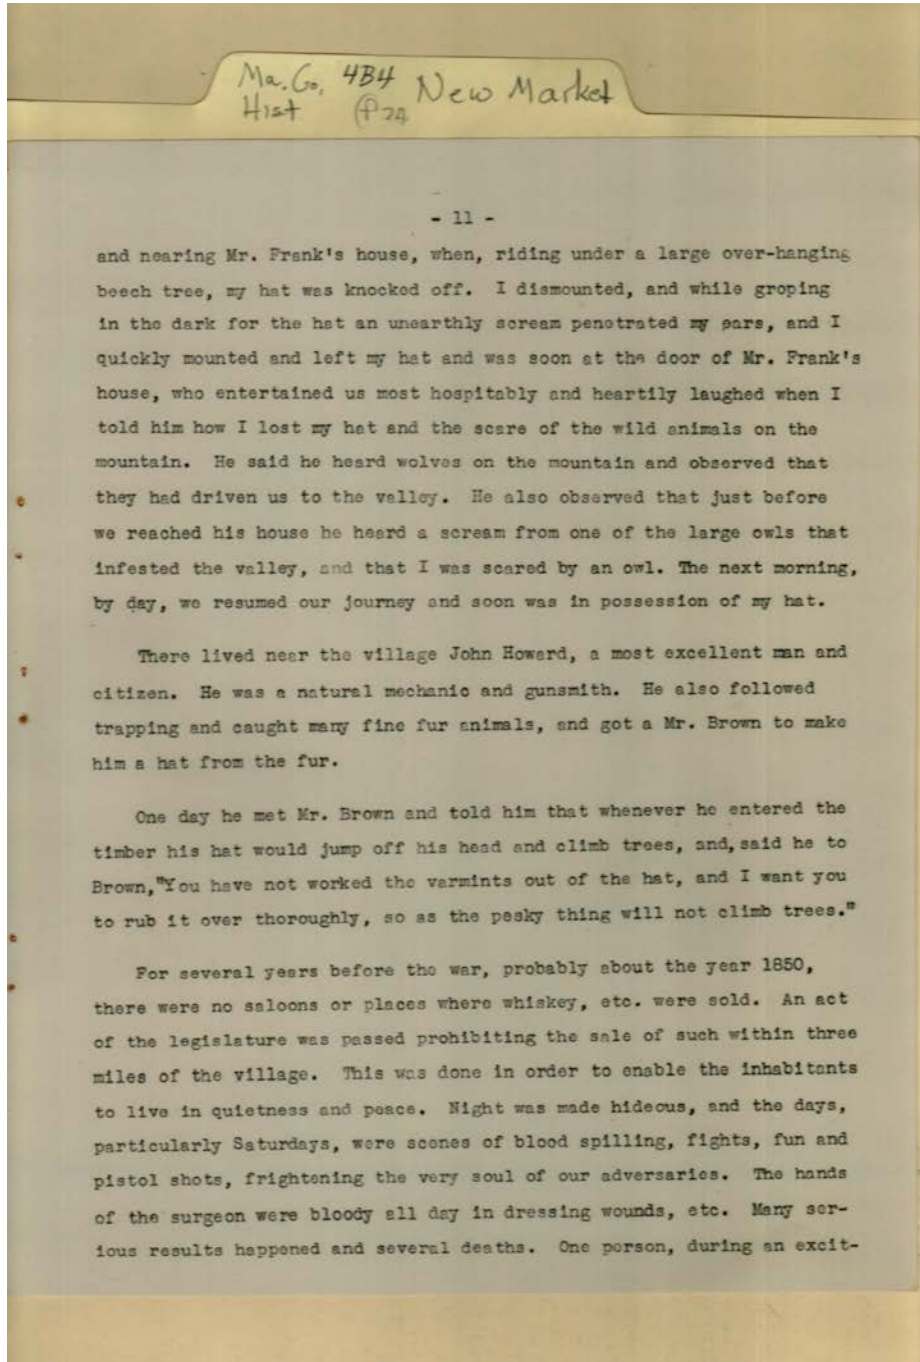 Ma. Co. 4B4 New Market
Hist
- 11 -
and nearing Mr. Frank's house, when, riding under a large over-hanging
beech tree, my hat was knocked off. I dismounted, and while groping
in the dark for the hat an unearthly scream penetrated my ears, and I
quickly mounted and left my hat and was soon at the door of Mr. Frank's
house, who entertained us most hospitably and heartily laughed when I
told him how I lost my hat and the scare of the wild animals on the
mountain. He said he heard wolves on the mountain and observed that
they had driven us to the valley. He also observed that just before
we reached his house he heard a scream from one of the large owls that
infested the valley, and that I was scared by an owl. The next morning,
by day, we resumed our journey and soon was in possession of my hat.
There lived near the village John Howard, a most excellent man and
citizen. He was a natural mechanic and gunsmith. He also followed
trapping and caught many fine fur animals, and got a Mr. Brown to make
him a hat from the fur.
One day he met Mr. Brown and told him that whenever he entered the
timber his hat would jump off his head and climb trees, and, said he to
Brown, "You have not worked the varmints out of the hat, and I want you
to rub it over thoroughly, so as the pesky thing will not climb trees."
For several years before the war, probably about the year 1850,
there were no saloons or places where whiskey, etc. were sold. An act
of the legislature was passed prohibiting the sale of such within three
miles of the village. This was done in order to enable the inhabitants
to live in quietness and peace. Night was made hideous, and the days,
particularly Saturdays, were scenes of blood spilling, fights, fun and
pistol shots, frightening the very soul of our adversaries. The hands
of the surgeon were bloody all day in dressing wounds, etc. Many ser-
ious results happened and several deaths. One person, during an excit-